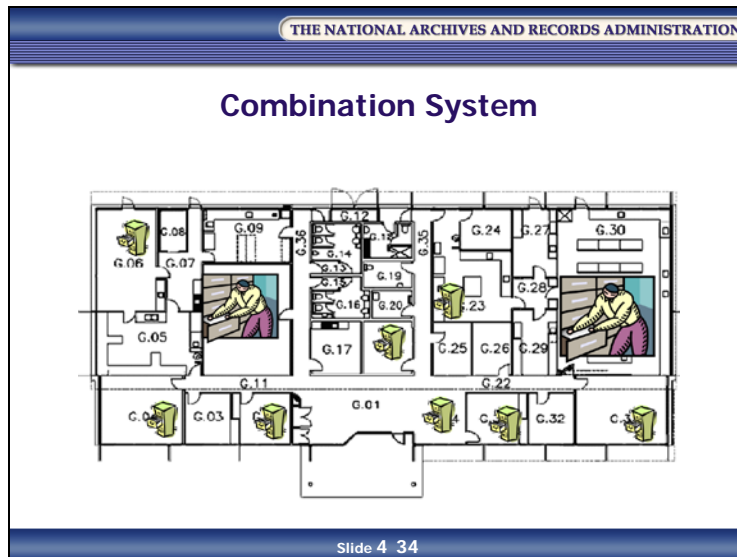 THE NATIONAL ARCHIVES AND RECORDS ADMINISTRATION
Combination System
G.12
G.36
G.35
G.24
G.27
G.30
G.08
G.09
G.06
G.07
G.14
G.13
G.19
G.15
G.16
G.20
G.23
G.28
G.05
G.17
G.25
G.26
G.29
G.11
G.22
G.01
G.03
G.32
Slide 4 34